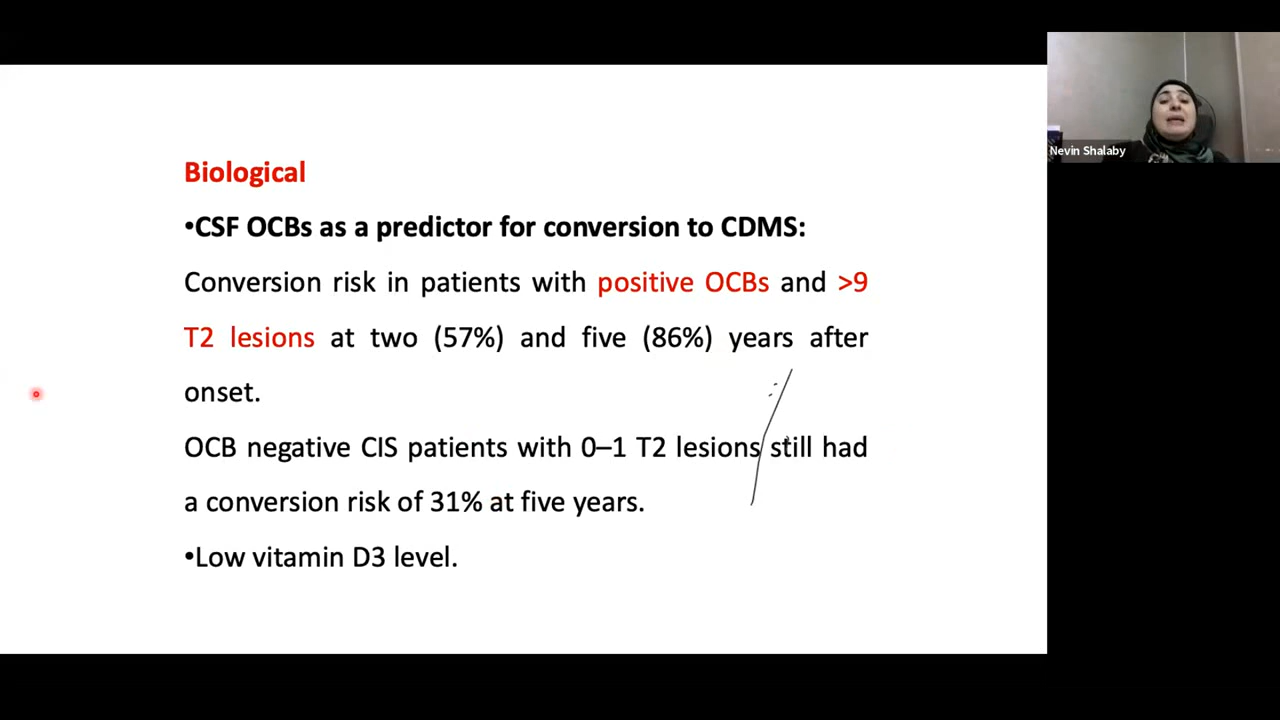 Biological
•CSF OCBs as a predictor for conversion to CDMS:
Conversion risk in patients with positive OCBs and >9
T2 lesions at two (57%) and five (86%) years after
onset.
OCB negative CIS patients with 0–1 T2 lesions still had
a conversion risk of 31% at five years.
•Low vitamin D3 level.
Nevin Shalaby